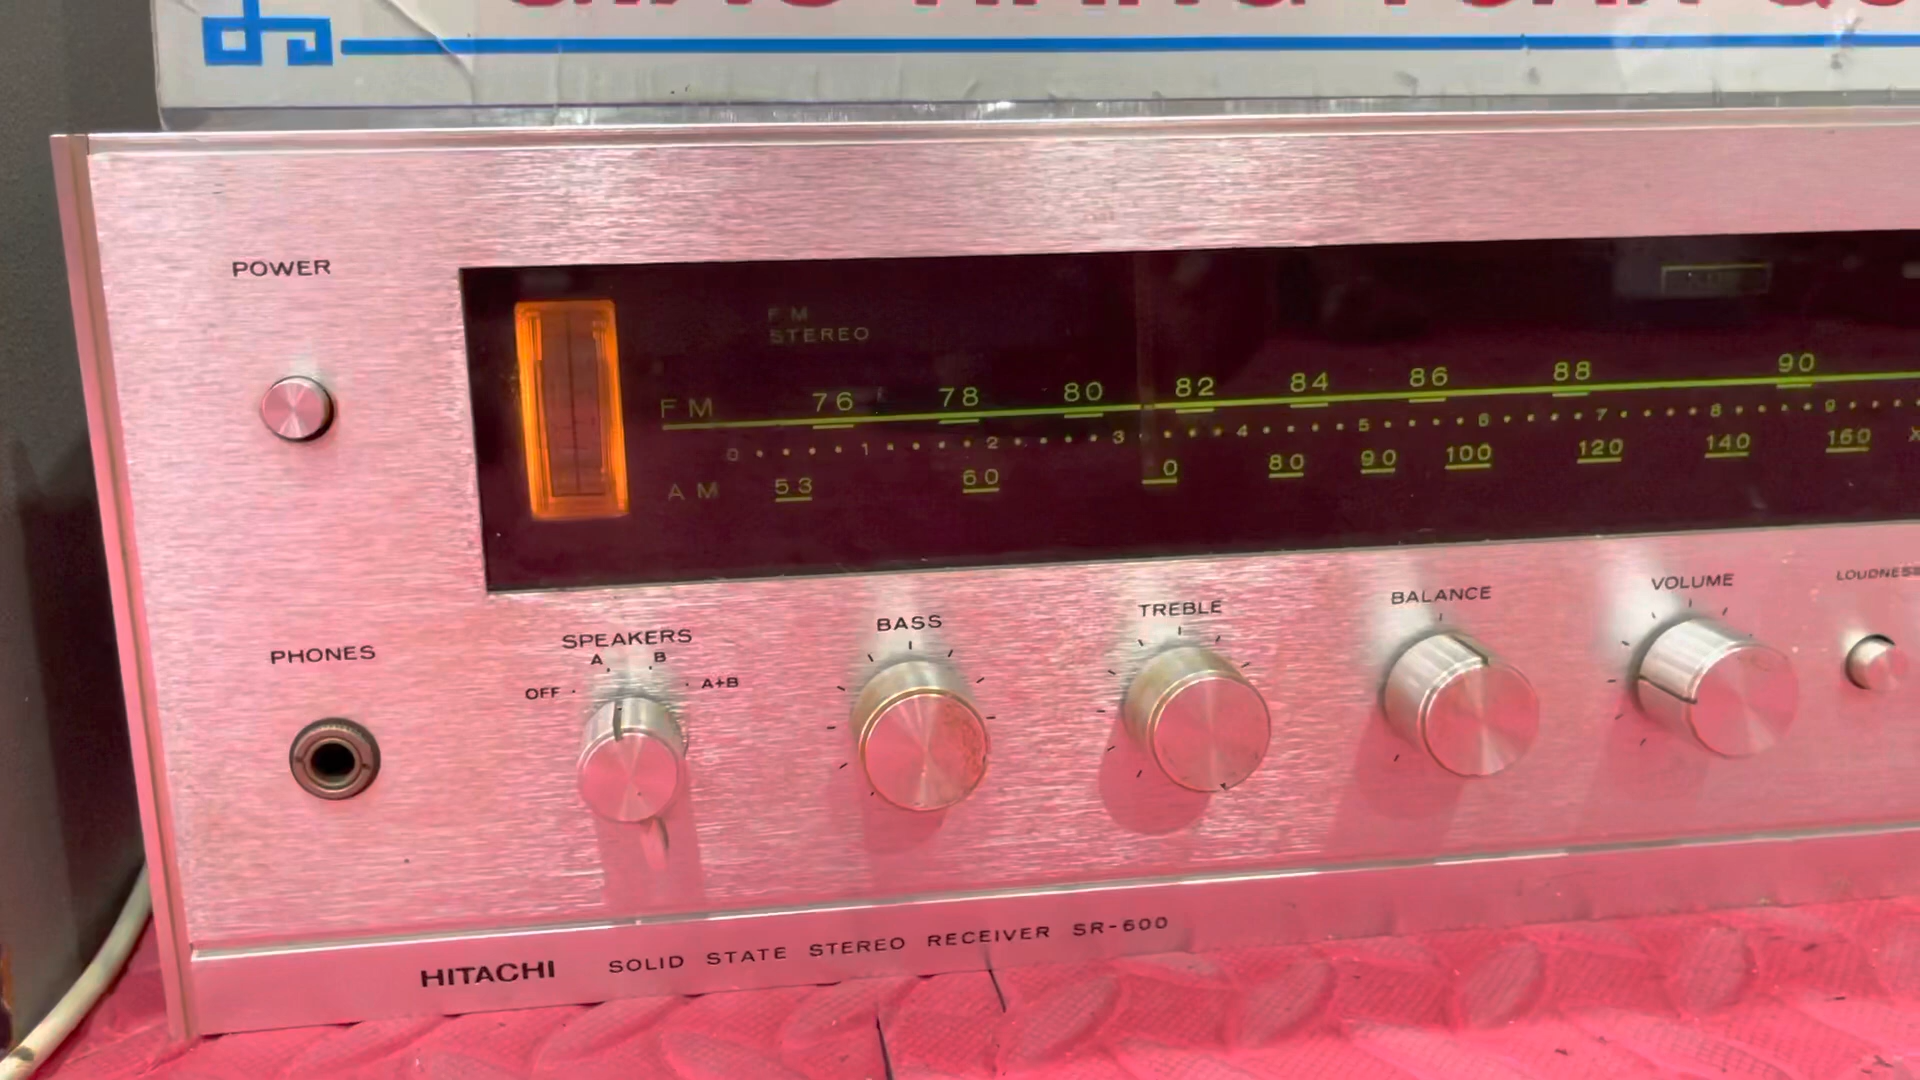 POWER
FM
STEREO
FM 76 78 80 82 84 86 88 90
0 1 2 3 4 5 6 7 8 9
AM 53 60 0 80 90 100 120 140 160
PHONES
SPEAKERS
OFF A B A+B
BASS
TREBLE
BALANCE
VOLUME
LOUDNESS
HITACHI SOLID STATE STEREO RECEIVER SR-600